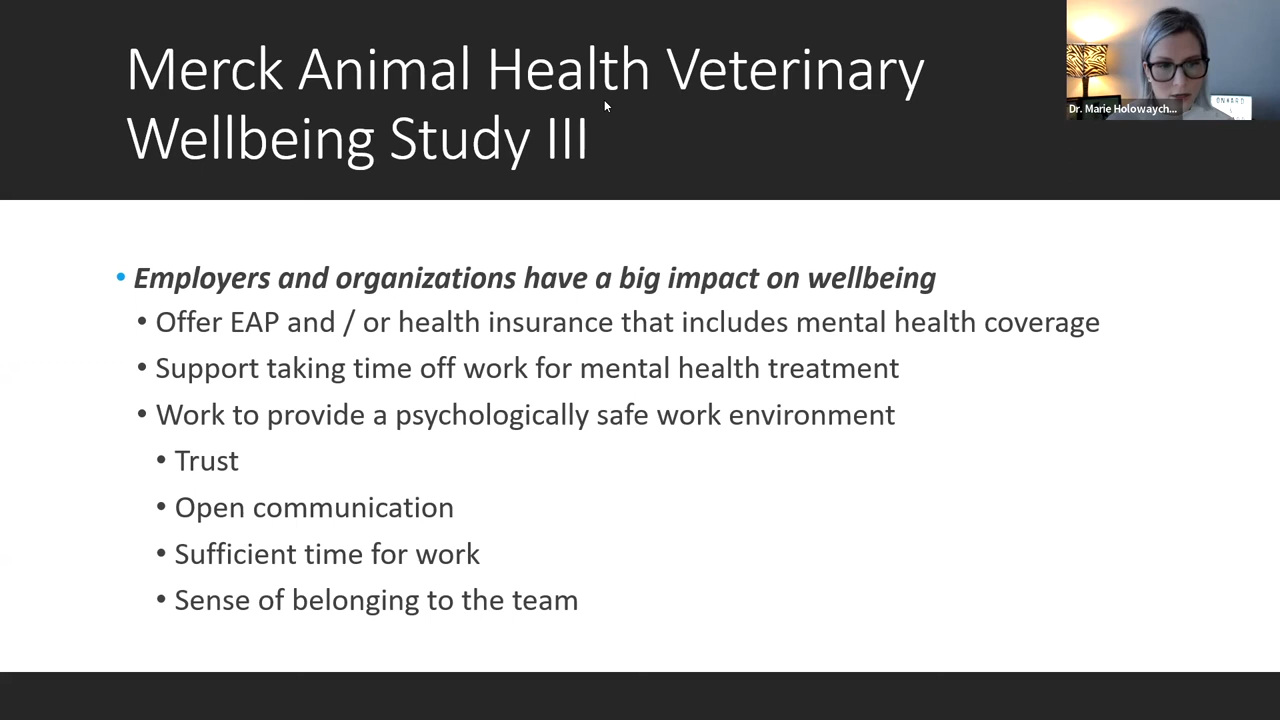 Merck Animal Health Veterinary
Wellbeing Study III
Dr. Marie Holowaych...
• Employers and organizations have a big impact on wellbeing
• Offer EAP and / or health insurance that includes mental health coverage
• Support taking time off work for mental health treatment
• Work to provide a psychologically safe work environment
• Trust
• Open communication
• Sufficient time for work
• Sense of belonging to the team